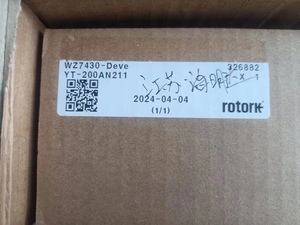 WZ7430-Deve
326882
YT-200AN211
江苏
2024-04-04
(1/1)
rotork